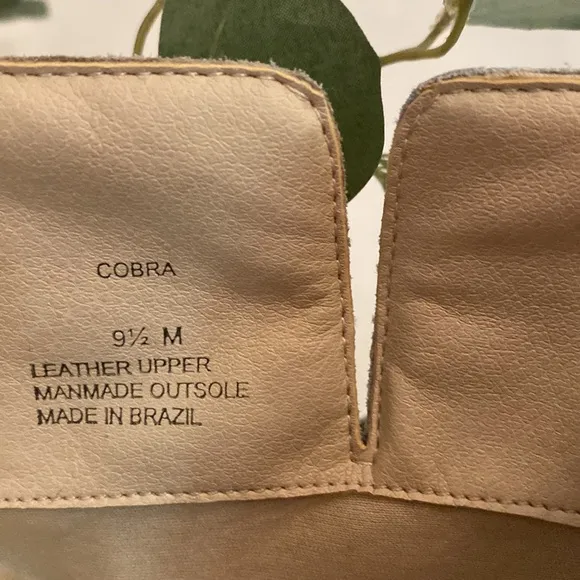 COBRA
9½ M
LEATHER UPPER
MANMADE OUTSOLE
MADE IN BRAZIL